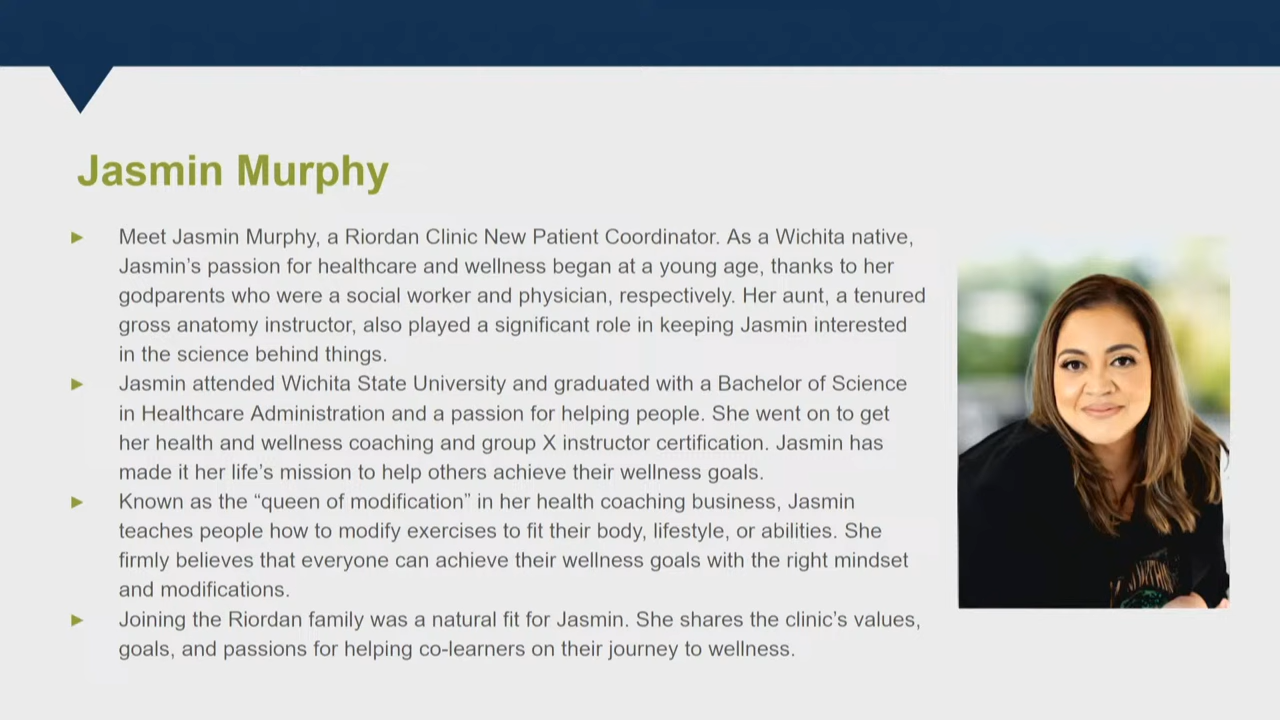 Jasmin Murphy
Meet Jasmin Murphy, a Riordan Clinic New Patient Coordinator. As a Wichita native,
Jasmin’s passion for healthcare and wellness began at a young age, thanks to her
godparents who were a social worker and physician, respectively. Her aunt, a tenured
gross anatomy instructor, also played a significant role in keeping Jasmin interested
in the science behind things.
Jasmin attended Wichita State University and graduated with a Bachelor of Science
in Healthcare Administration and a passion for helping people. She went on to get
her health and wellness coaching and group X instructor certification. Jasmin has
made it her life’s mission to help others achieve their wellness goals.
Known as the “queen of modification” in her health coaching business, Jasmin
teaches people how to modify exercises to fit their body, lifestyle, or abilities. She
firmly believes that everyone can achieve their wellness goals with the right mindset
and modifications.
Joining the Riordan family was a natural fit for Jasmin. She shares the clinic’s values,
goals, and passions for helping co-learners on their journey to wellness.